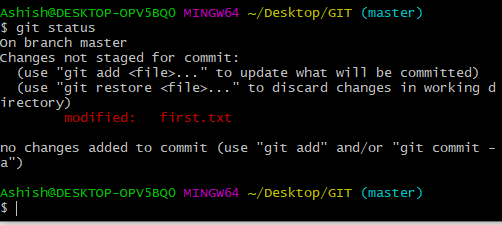 Ashish@DESKTOP-OPV5BQ0 MINGW64 ~/Desktop/GIT (master)
$ git status
On branch master
Changes not staged for commit:
  (use "git add <file>..." to update what will be committed)
  (use "git restore <file>..." to discard changes in working d
irectory)
        modified:   first.txt

no changes added to commit (use "git add" and/or "git commit -
a")

Ashish@DESKTOP-OPV5BQ0 MINGW64 ~/Desktop/GIT (master)
$